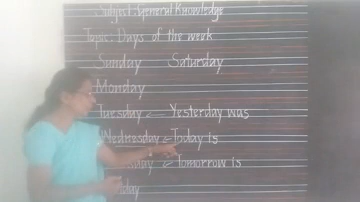 Subject: General Knowledge
Topic: Days of the week
Sunday Saturday
Monday
Tuesday ← Yesterday was
Wednesday ← Today is
← Tomorrow is